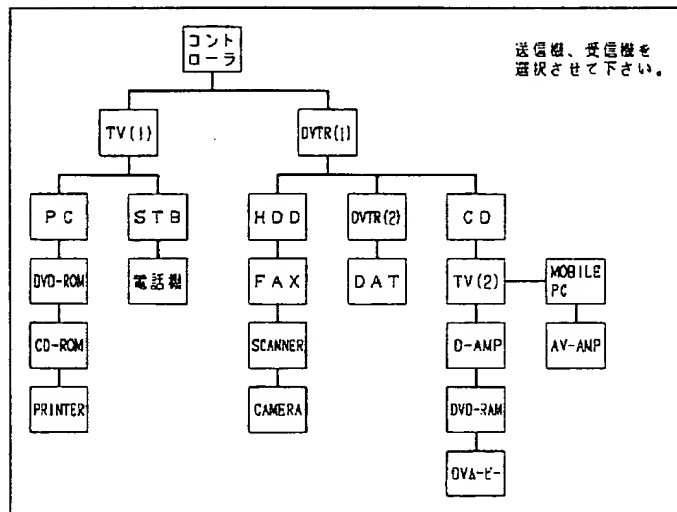 コント
ローラ
送信機、受信機を
選択させて下さい。
TV(1)
DVTR(1)
PC
STB
HDD
DVTR(2)
CD
DVD-ROM
電話機
FAX
DAT
TV(2)
MOBILE
PC
CD-ROM
SCANNER
D-AMP
AV-AMP
PRINTER
CAMERA
DVD-RAM
DVムービー